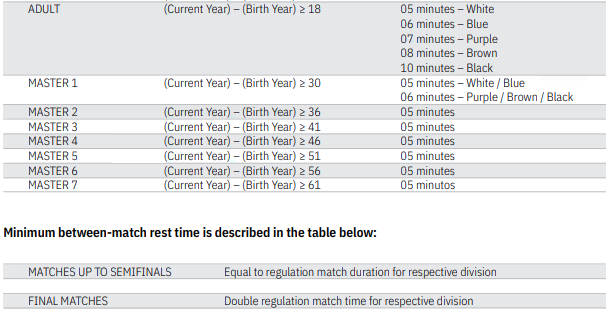 ADULT (Current Year) – (Birth Year) ≥ 18 05 minutes – White
06 minutes – Blue
07 minutes – Purple
08 minutes – Brown
10 minutes – Black
MASTER 1 (Current Year) – (Birth Year) ≥ 30 05 minutes – White / Blue
06 minutes – Purple / Brown / Black
MASTER 2 (Current Year) – (Birth Year) ≥ 36 05 minutes
MASTER 3 (Current Year) – (Birth Year) ≥ 41 05 minutes
MASTER 4 (Current Year) – (Birth Year) ≥ 46 05 minutes
MASTER 5 (Current Year) – (Birth Year) ≥ 51 05 minutes
MASTER 6 (Current Year) – (Birth Year) ≥ 56 05 minutes
MASTER 7 (Current Year) – (Birth Year) ≥ 61 05 minutos
Minimum between-match rest time is described in the table below:
MATCHES UP TO SEMIFINALS Equal to regulation match duration for respective division
FINAL MATCHES Double regulation match time for respective division